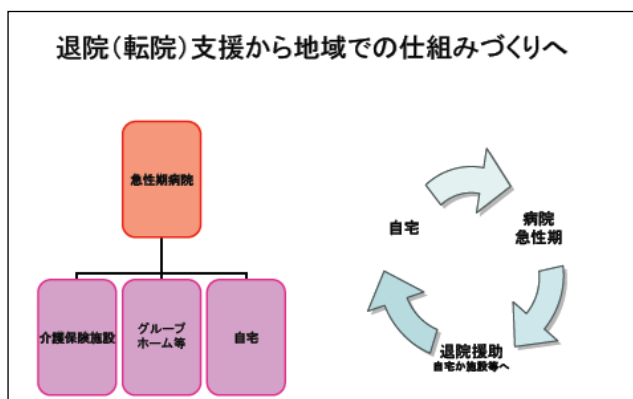 退院（転院）支援から地域での仕組みづくりへ
急性期病院
介護保険施設
グループ
ホーム等
自宅
自宅
病院
急性期
退院援助
自宅か施設等へ